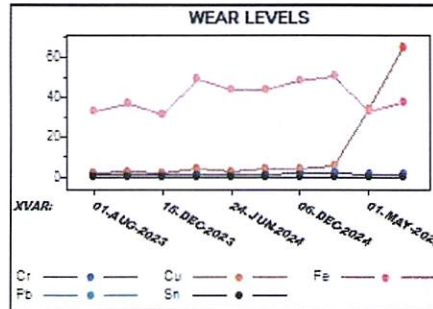 WEAR LEVELS
60
40
20
0
XVAR:
01-AUG-2023
15-DEC-2023
24-JUN-2024
06-DEC-2024
01-MAY-2025
Cr Cu Fe
Pb Sn